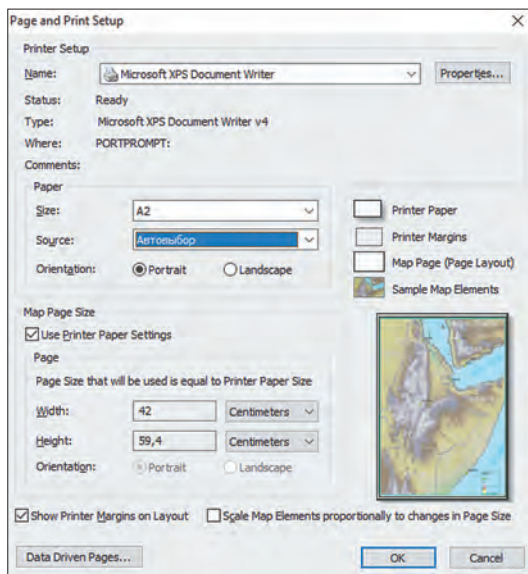 Page and Print Setup
Printer Setup
Name: Microsoft XPS Document Writer Properties...
Status: Ready
Type: Microsoft XPS Document Writer v4
Where: PORTPROMPT:
Comments:
Paper
Size: A2
Source: Автовыбор
Orientation: Portrait Landscape
Printer Paper
Printer Margins
Map Page (Page Layout)
Sample Map Elements
Map Page Size
Use Printer Paper Settings
Page
Page Size that will be used is equal to Printer Paper Size
Width: 42 Centimeters
Height: 59,4 Centimeters
Orientation: Portrait Landscape
Show Printer Margins on Layout Scale Map Elements proportionally to changes in Page Size
Data Driven Pages... OK Cancel